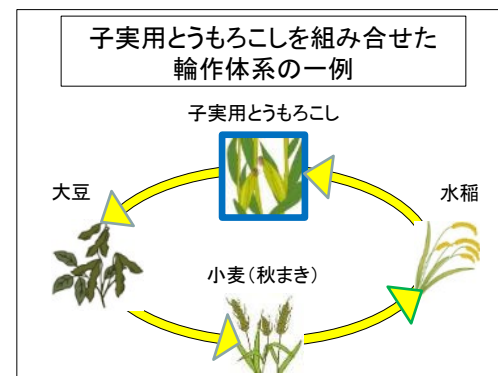 子実用とうもろこしを組み合せた
輪作体系の一例
子実用とうもろこし
大豆
水稲
小麦(秋まき)